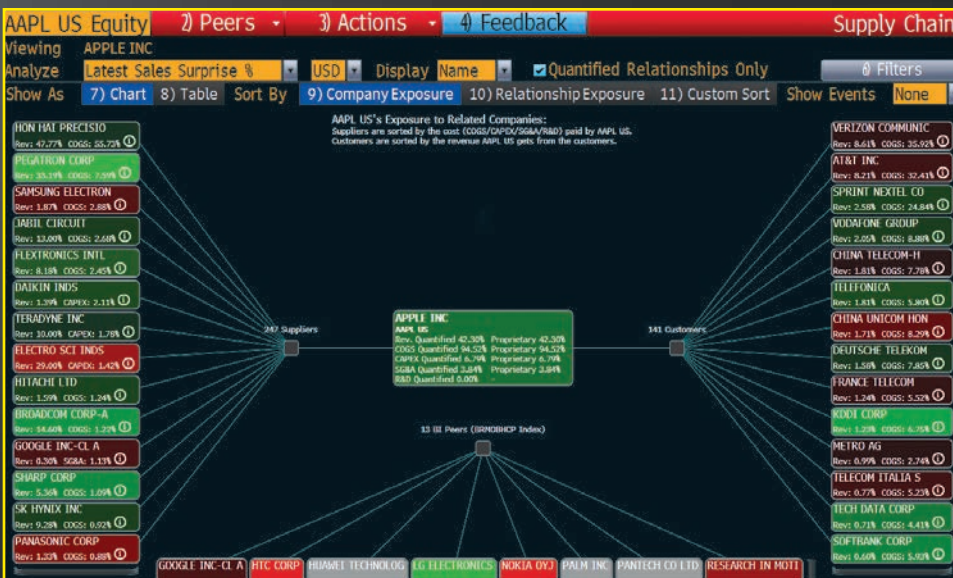 AAPL US Equity 2) Peers 3) Actions 4) Feedback Supply Chain
Viewing APPLE INC
Analyze Latest Sales Surprise % USD Display Name Quantified Relationships Only 6) Filters
Show As 7) Chart 8) Table Sort By 9) Company Exposure 10) Relationship Exposure 11) Custom Sort Show Events None
AAPL US's Exposure to Related Companies:
Suppliers are sorted by the cost (COGS/CAPEX/SG&A/R&D) paid by AAPL US.
Customers are sorted by the revenue AAPL US gets from the customers.
HON HAI PRECISIO
Rev: 47.77% COGS: 55.73%
PEGATRON CORP
Rev: 33.19% COGS: 7.59%
SAMSUNG ELECTRON
Rev: 1.87% COGS: 2.88%
JABIL CIRCUIT
Rev: 13.00% COGS: 2.68%
FLEXTRONICS INTL
Rev: 8.18% COGS: 2.45%
DAIKIN INDS
Rev: 1.39% CAPEX: 2.11%
TERADYNE INC
Rev: 10.00% CAPEX: 1.78%
ELECTRO SCI INDS
Rev: 29.00% CAPEX: 1.42%
HITACHI LTD
Rev: 1.59% COGS: 1.24%
BROADCOM CORP-A
Rev: 14.60% COGS: 1.22%
GOOGLE INC-CL A
Rev: 0.30% SG&A: 1.13%
SHARP CORP
Rev: 5.36% COGS: 1.09%
SK HYNIX INC
Rev: 9.28% COGS: 0.92%
PANASONIC CORP
Rev: 1.33% COGS: 0.88%
247 Suppliers
APPLE INC
AAPL US
Rev. Quantified 42.30% Proprietary 42.30%
COGS Quantified 94.52% Proprietary 94.52%
CAPEX Quantified 6.79% Proprietary 6.79%
SG&A Quantified 3.84% Proprietary 3.84%
R&D Quantified 0.00% -
141 Customers
VERIZON COMMUNIC
Rev: 8.61% COGS: 35.92%
AT&T INC
Rev: 8.21% COGS: 32.41%
SPRINT NEXTEL CO
Rev: 2.58% COGS: 24.84%
VODAFONE GROUP
Rev: 2.05% COGS: 8.88%
CHINA TELECOM-H
Rev: 1.81% COGS: 7.78%
TELEFONICA
Rev: 1.81% COGS: 5.80%
CHINA UNICOM HON
Rev: 1.71% COGS: 8.29%
DEUTSCHE TELEKOM
Rev: 1.56% COGS: 7.85%
FRANCE TELECOM
Rev: 1.24% COGS: 5.52%
KDDI CORP
Rev: 1.23% COGS: 6.75%
METRO AG
Rev: 0.99% COGS: 2.74%
TELECOM ITALIA S
Rev: 0.77% COGS: 5.23%
TECH DATA CORP
Rev: 0.71% COGS: 4.41%
SOFTBANK CORP
Rev: 0.60% COGS: 5.93%
13 BI Peers
GOOGLE INC-CL A HTC CORP HUAWEI TECHNOLOG LG ELECTRONICS NOKIA OYJ PALM INC PANTECH CO LTD RESEARCH IN MOTI